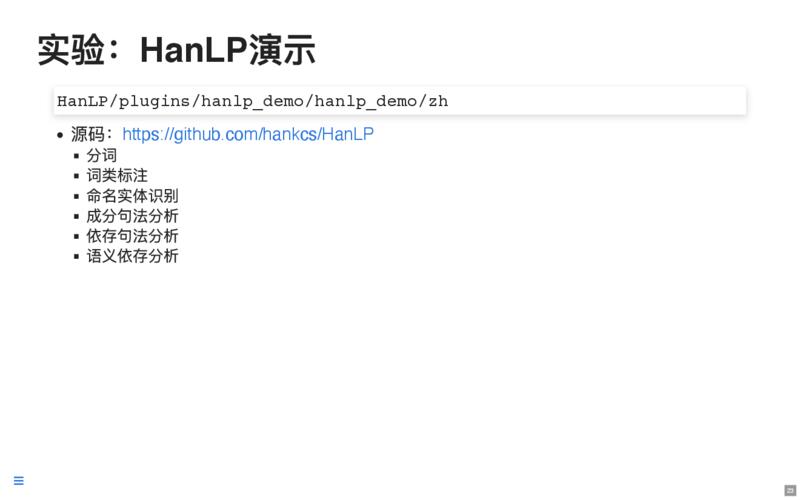 实验：HanLP演示
HanLP/plugins/hanlp_demo/hanlp_demo/zh
源码：https://github.com/hankcs/HanLP
分词
词类标注
命名实体识别
成分句法分析
依存句法分析
语义依存分析
23